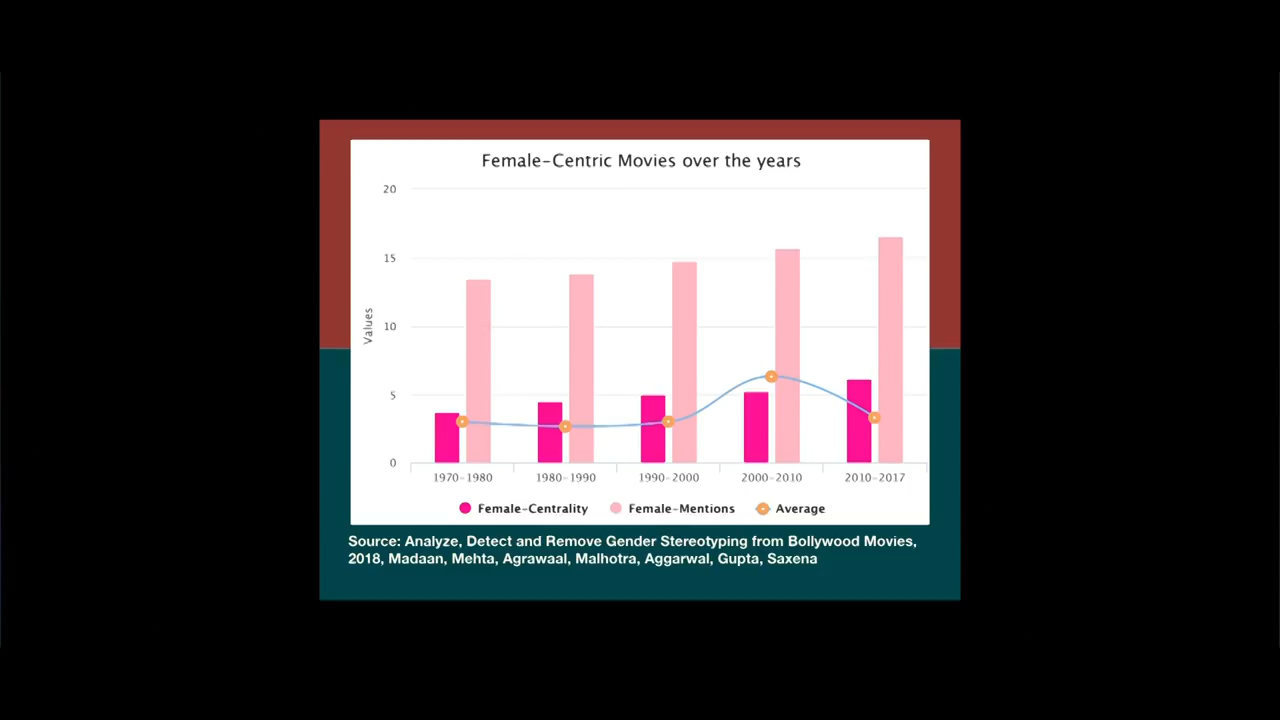 Female-Centric Movies over the years
20
15
10
5
0
Values
1970-1980 1980-1990 1990-2000 2000-2010 2010-2017
Female-Centrality Female-Mentions Average
Source: Analyze, Detect and Remove Gender Stereotyping from Bollywood Movies,
2018, Madaan, Mehta, Agrawaal, Malhotra, Aggarwal, Gupta, Saxena